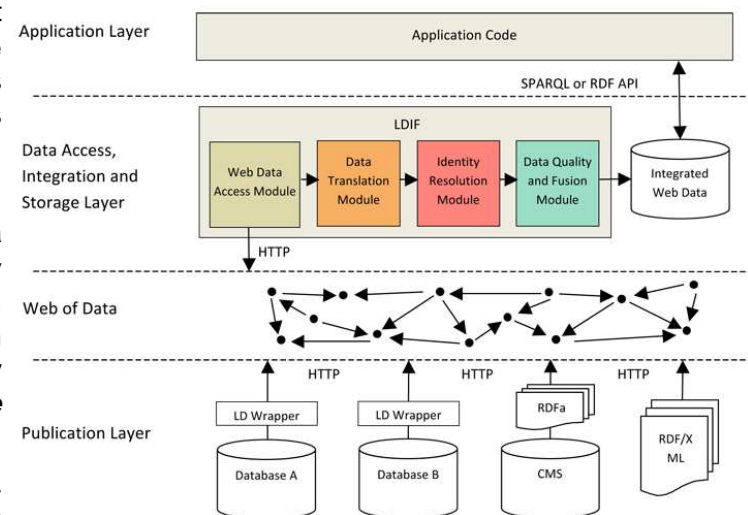 Application Layer
Application Code
SPARQL or RDF API
LDIF
Data Access,
Integration and
Storage Layer
Web Data
Access Module
Data
Translation
Module
Identity
Resolution
Module
Data Quality
and Fusion
Module
Integrated
Web Data
HTTP
Web of Data
HTTP
HTTP
HTTP
Publication Layer
LD Wrapper
LD Wrapper
RDFa
RDF/X
ML
Database A
Database B
CMS